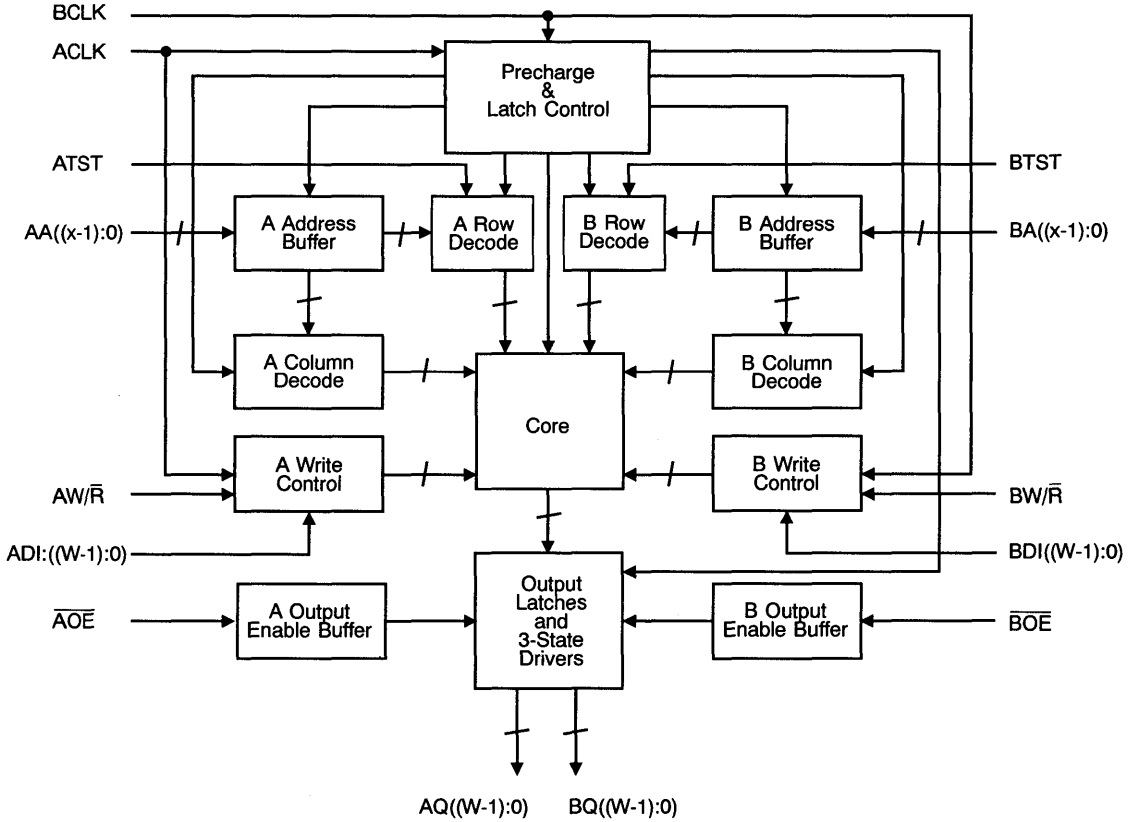 BCLK
ACLK
Precharge
&
Latch Control
ATST
BTST
AA((x-1):0)
A Address
Buffer
A Row
Decode
B Row
Decode
B Address
Buffer
BA((x-1):0)
A Column
Decode
B Column
Decode
Core
A Write
Control
B Write
Control
AW/R̅
BW/R̅
ADI:((W-1):0)
BDI((W-1):0)
A̅O̅E̅
A Output
Enable Buffer
Output
Latches
and
3-State
Drivers
B Output
Enable Buffer
B̅O̅E̅
AQ((W-1):0)
BQ((W-1):0)